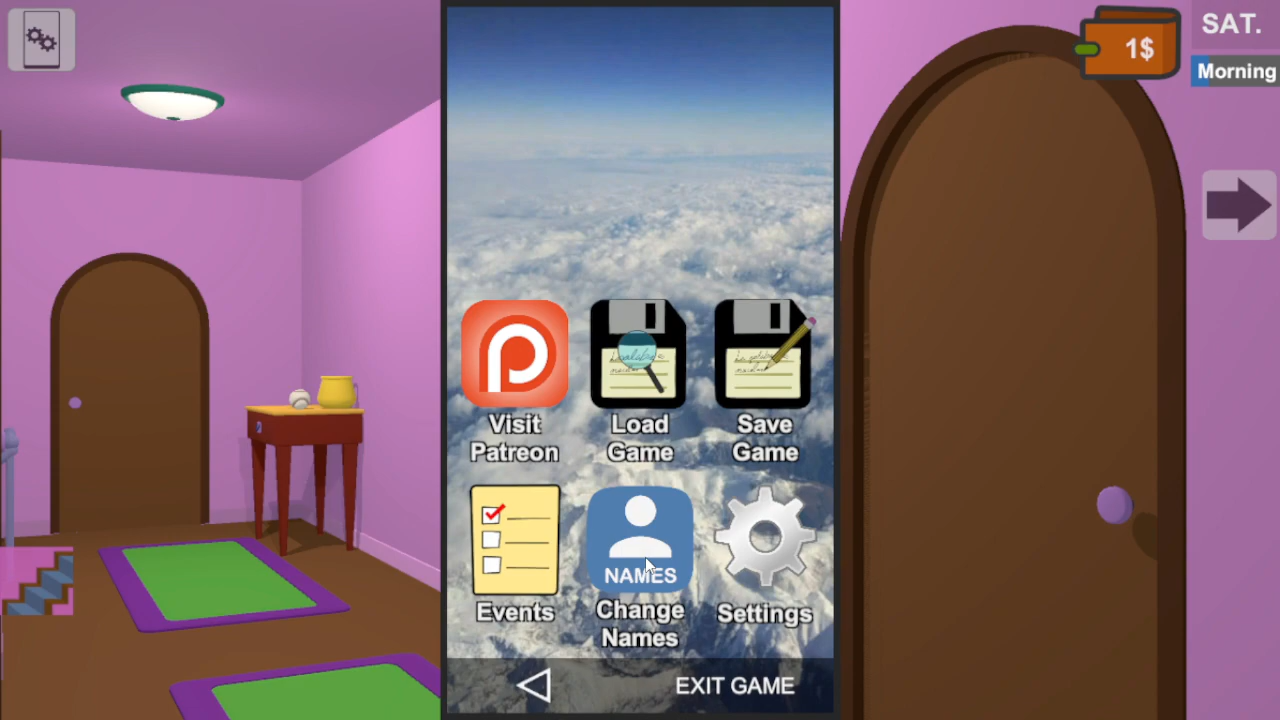 1$
SAT.
Morning
Visit
Patreon
Load
Game
Save
Game
NAMES
Events
Change
Names
Settings
EXIT GAME